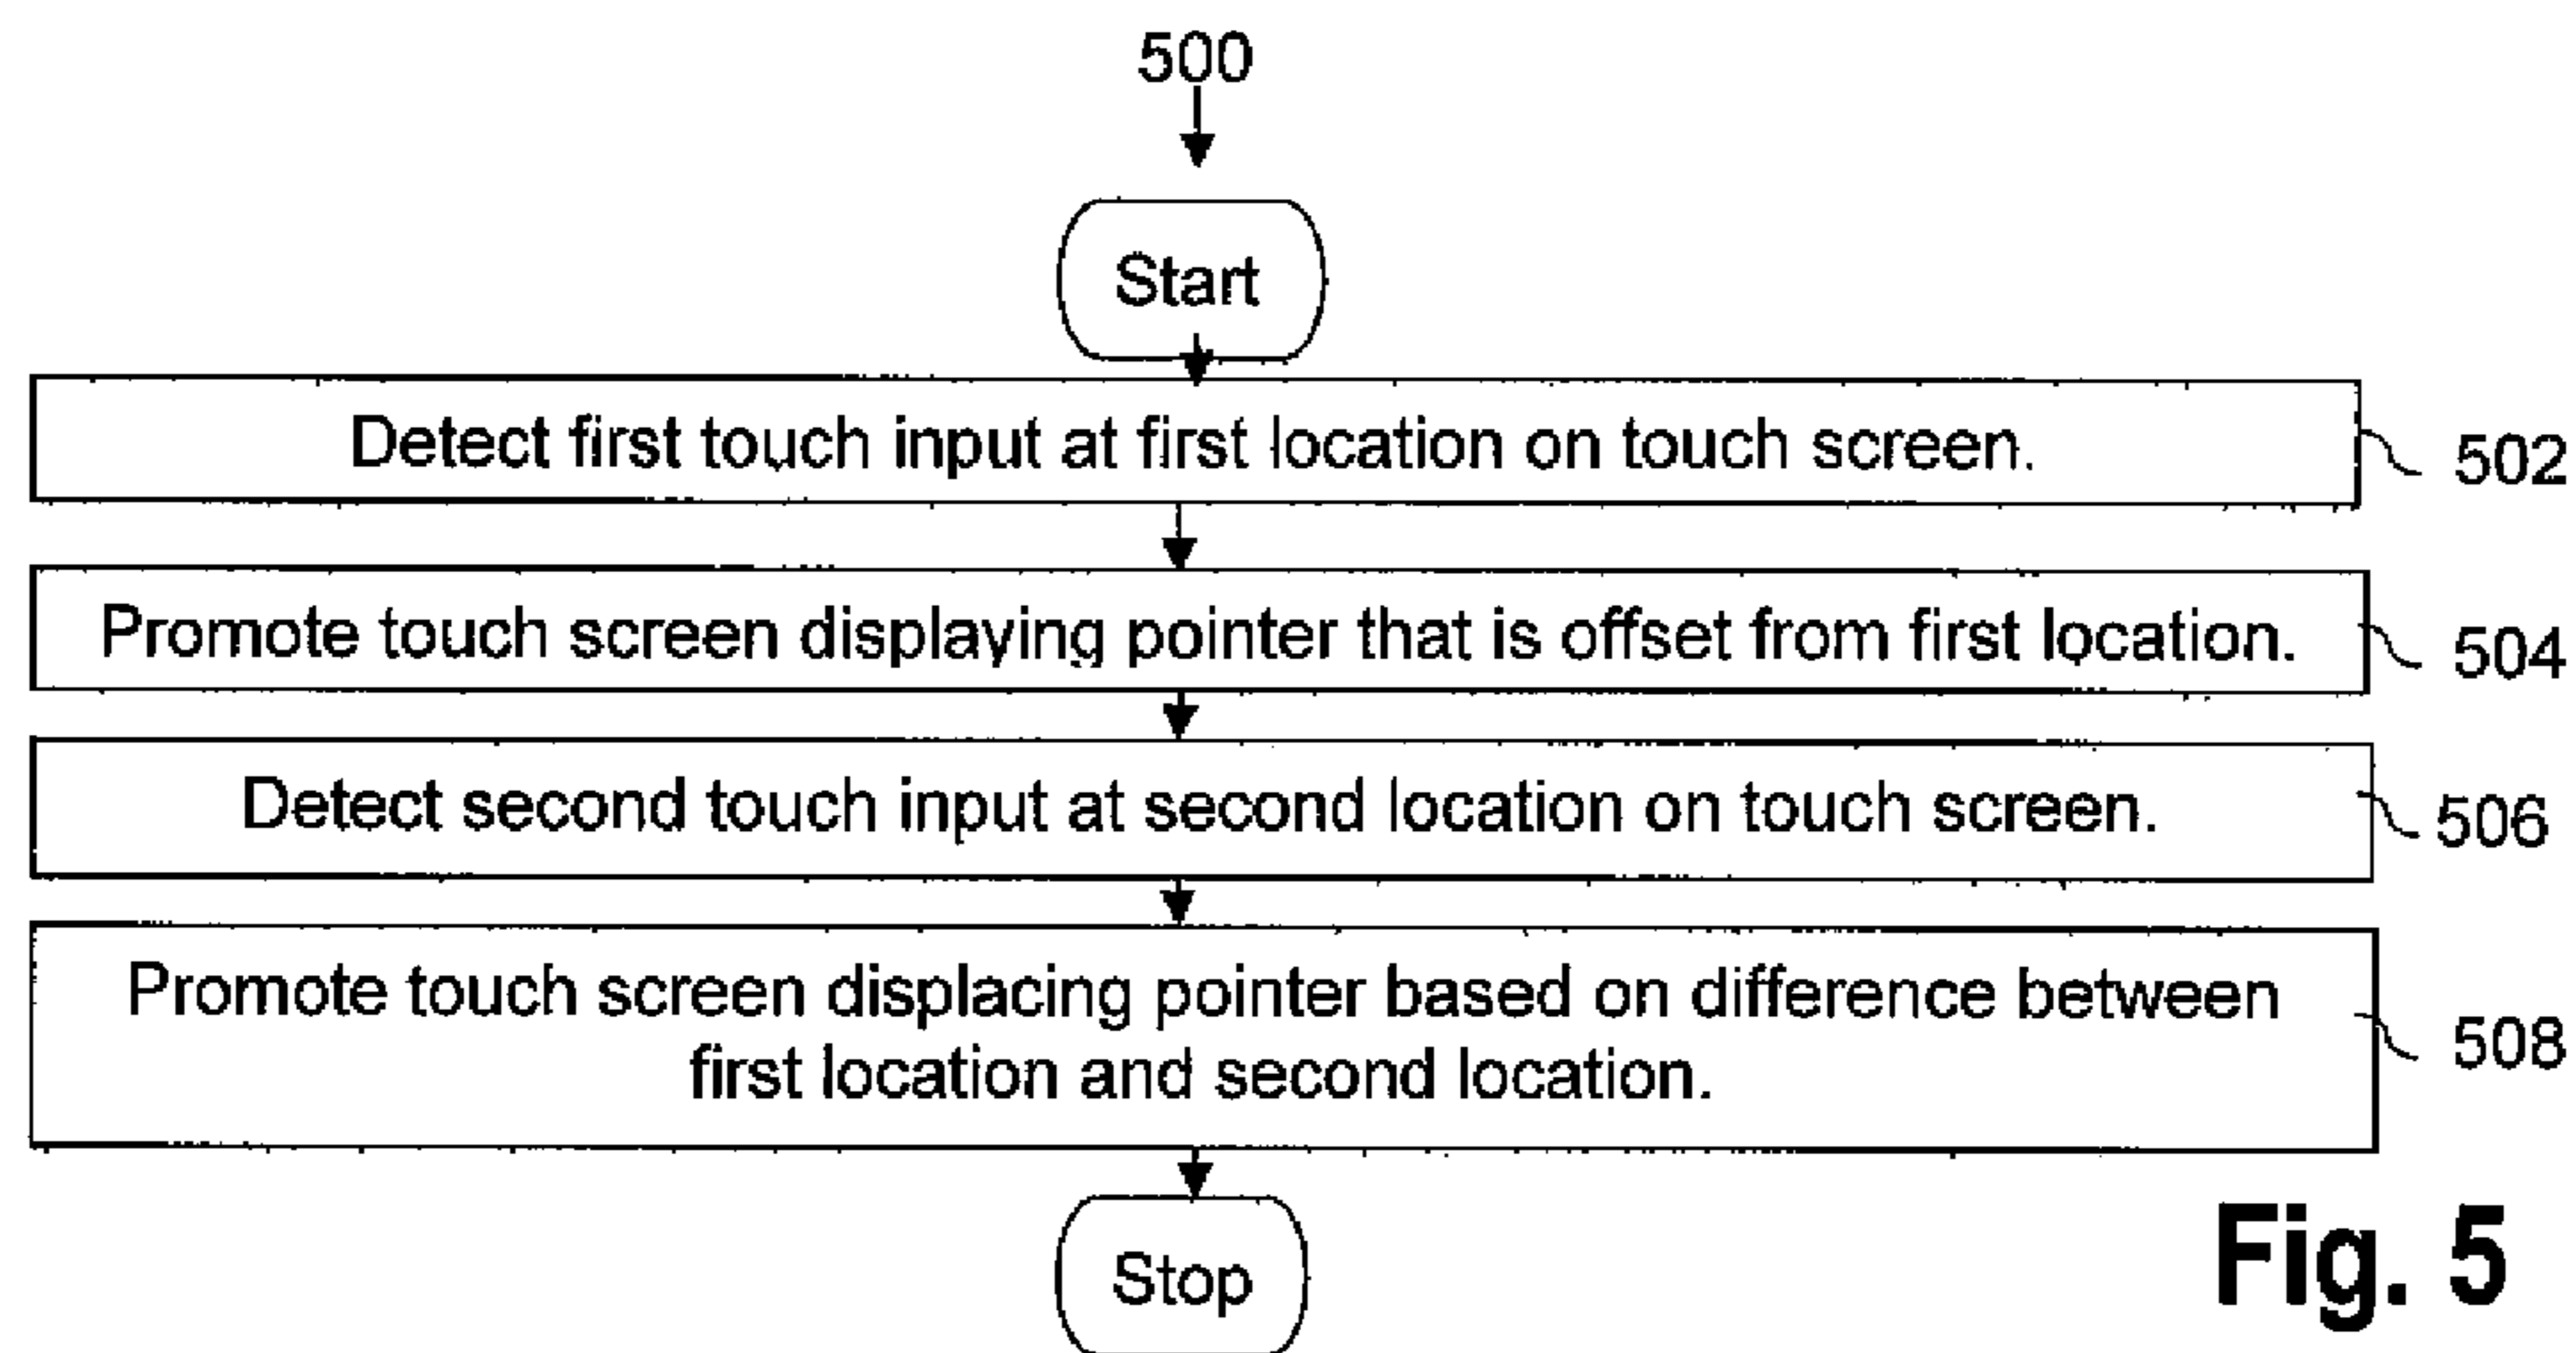 500
Start
Detect first touch input at first location on touch screen.
502
Promote touch screen displaying pointer that is offset from first location.
504
Detect second touch input at second location on touch screen.
506
Promote touch screen displacing pointer based on difference between
first location and second location.
508
Stop
Fig. 5